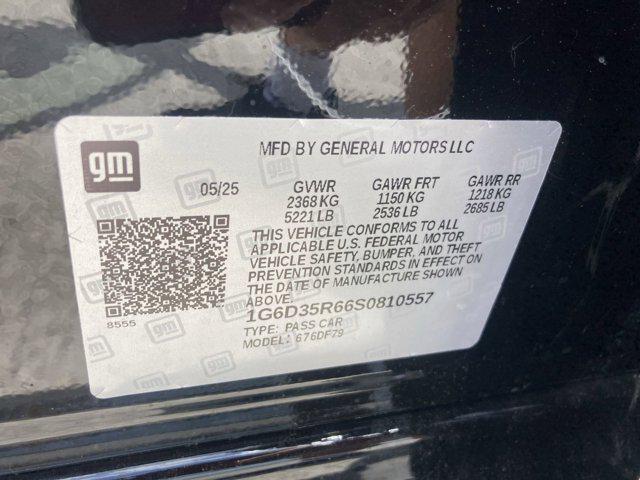 gm
MFD BY GENERAL MOTORS LLC
05/25 GVWR GAWR FRT GAWR RR
2368 KG 1150 KG 1218 KG
5221 LB 2536 LB 2685 LB
THIS VEHICLE CONFORMS TO ALL
APPLICABLE U.S. FEDERAL MOTOR
VEHICLE SAFETY, BUMPER, AND THEFT
PREVENTION STANDARDS IN EFFECT ON
THE DATE OF MANUFACTURE SHOWN
ABOVE.
8555
1G6D35R66S0810557
TYPE: PASS CAR
MODEL: 676DF79